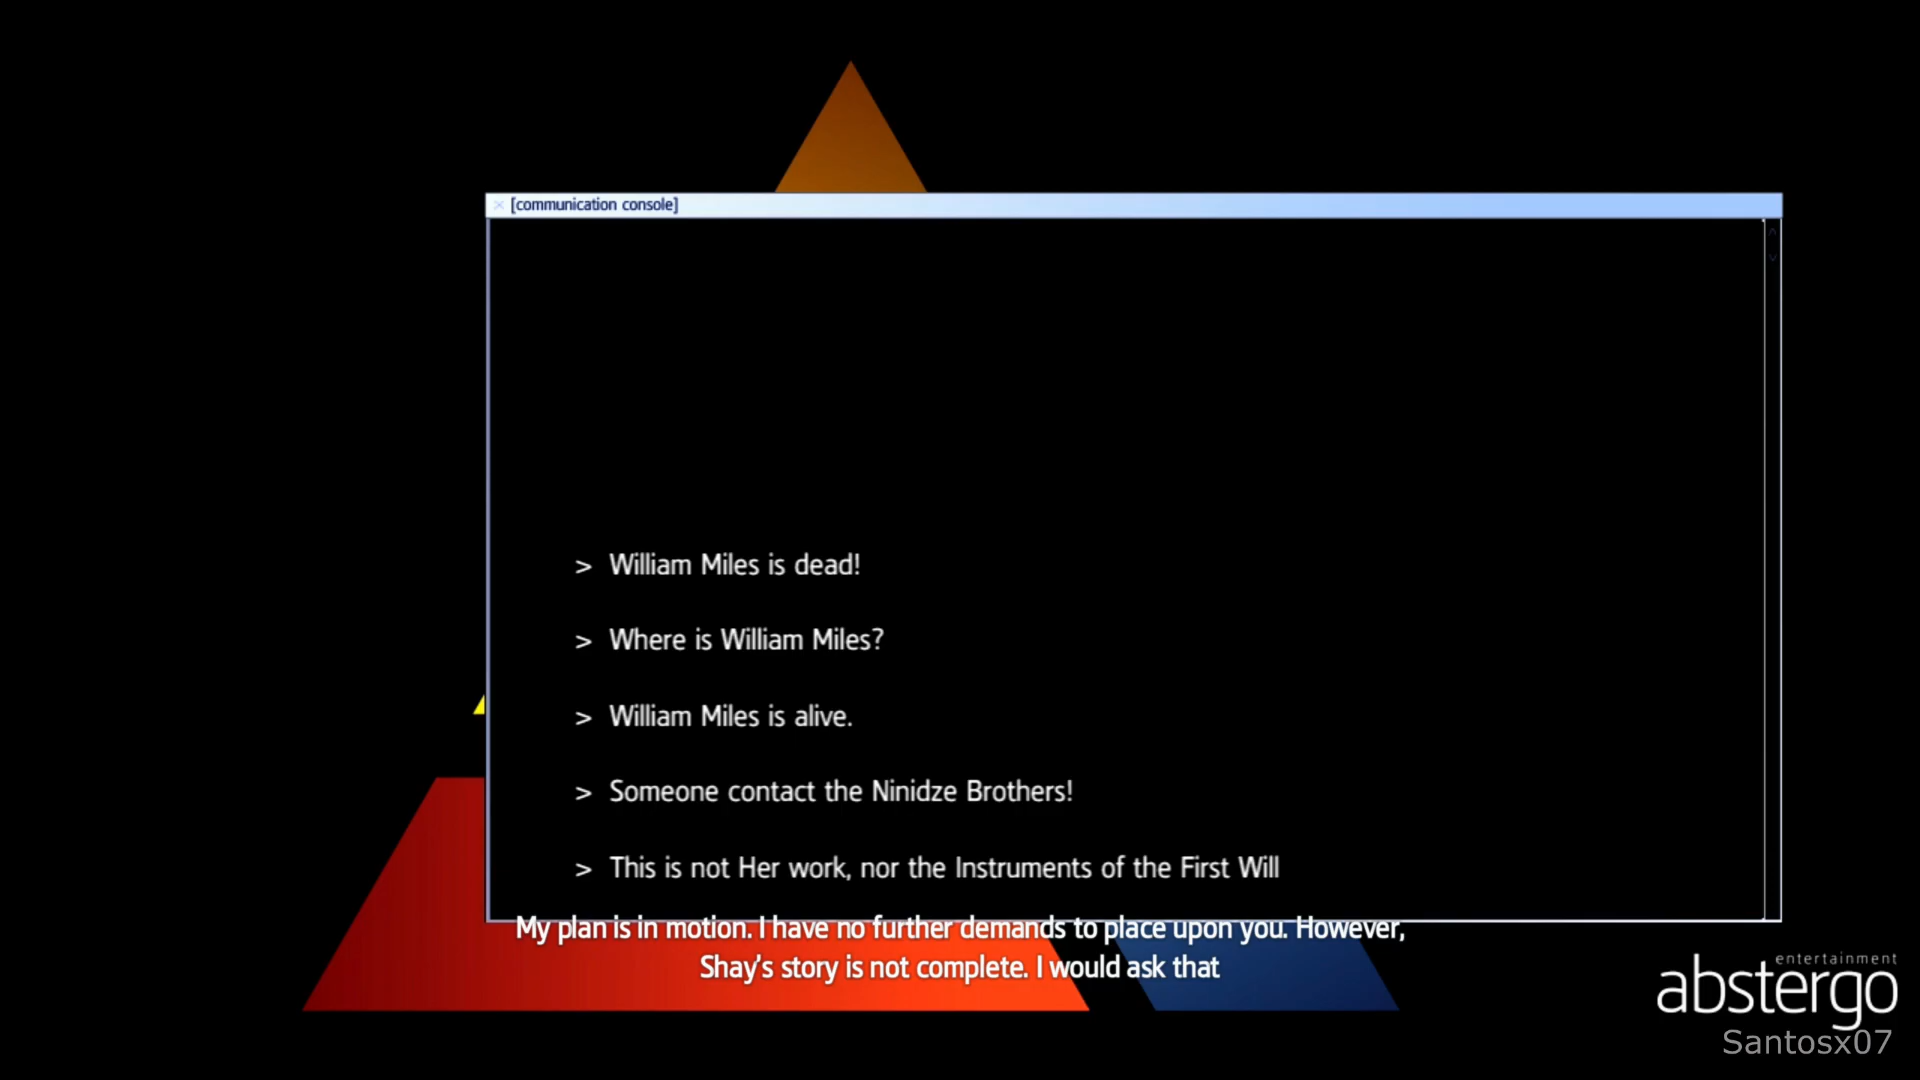 × [communication console]
> William Miles is dead!
> Where is William Miles?
> William Miles is alive.
> Someone contact the Ninidze Brothers!
> This is not Her work, nor the Instruments of the First Will
My plan is in motion. I have no further demands to place upon you. However,
Shay's story is not complete. I would ask that
entertainment
abstergo
Santosx07